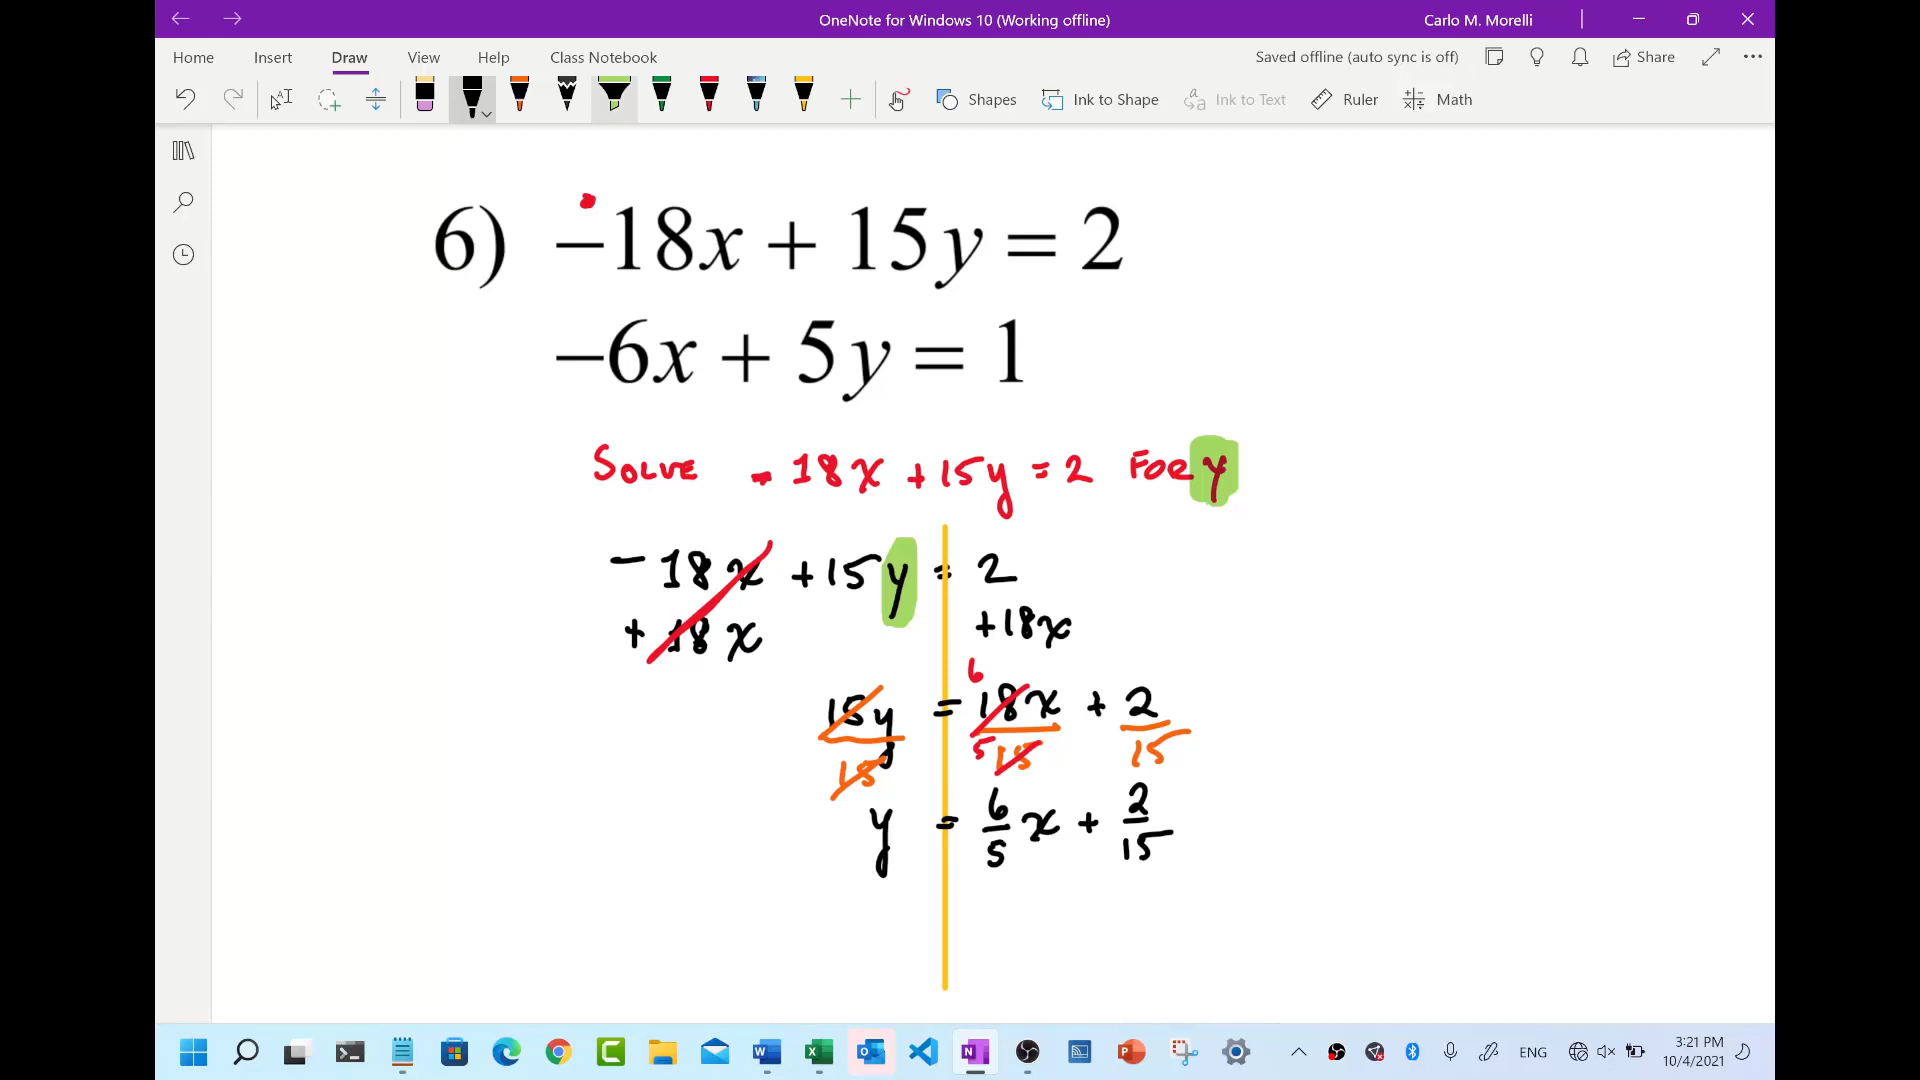 OneNote for Windows 10 (Working offline)
Carlo M. Morelli
Home Insert Draw View Help Class Notebook
Saved offline (auto sync is off) Share
Shapes Ink to Shape Ink to Text Ruler Math
6) −18x + 15y = 2
−6x + 5y = 1
SOLVE -18x + 15y = 2 FOR y
-18x + 15y = 2
+ 18x +18x
6
15y = 18x + 2
15 5 15 15
y = 6/5 x + 2/15
ENG
3:21 PM
10/4/2021